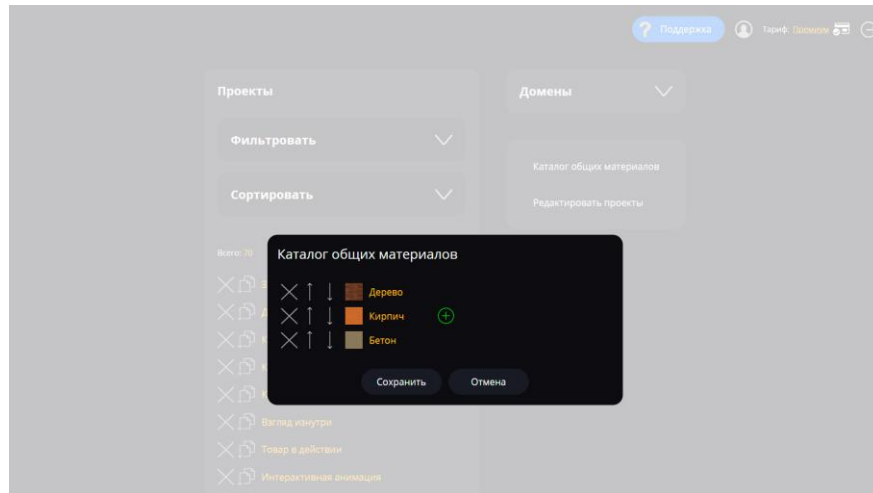 ? Поддержка
Тариф: Премиум
Проекты
Домены
Фильтровать
Каталог общих материалов
Сортировать
Редактировать проекты
Всего: 70
Каталог общих материалов
Дерево
Кирпич
Бетон
Сохранить
Отмена
Взгляд изнутри
Товар в действии
Интерактивная анимация